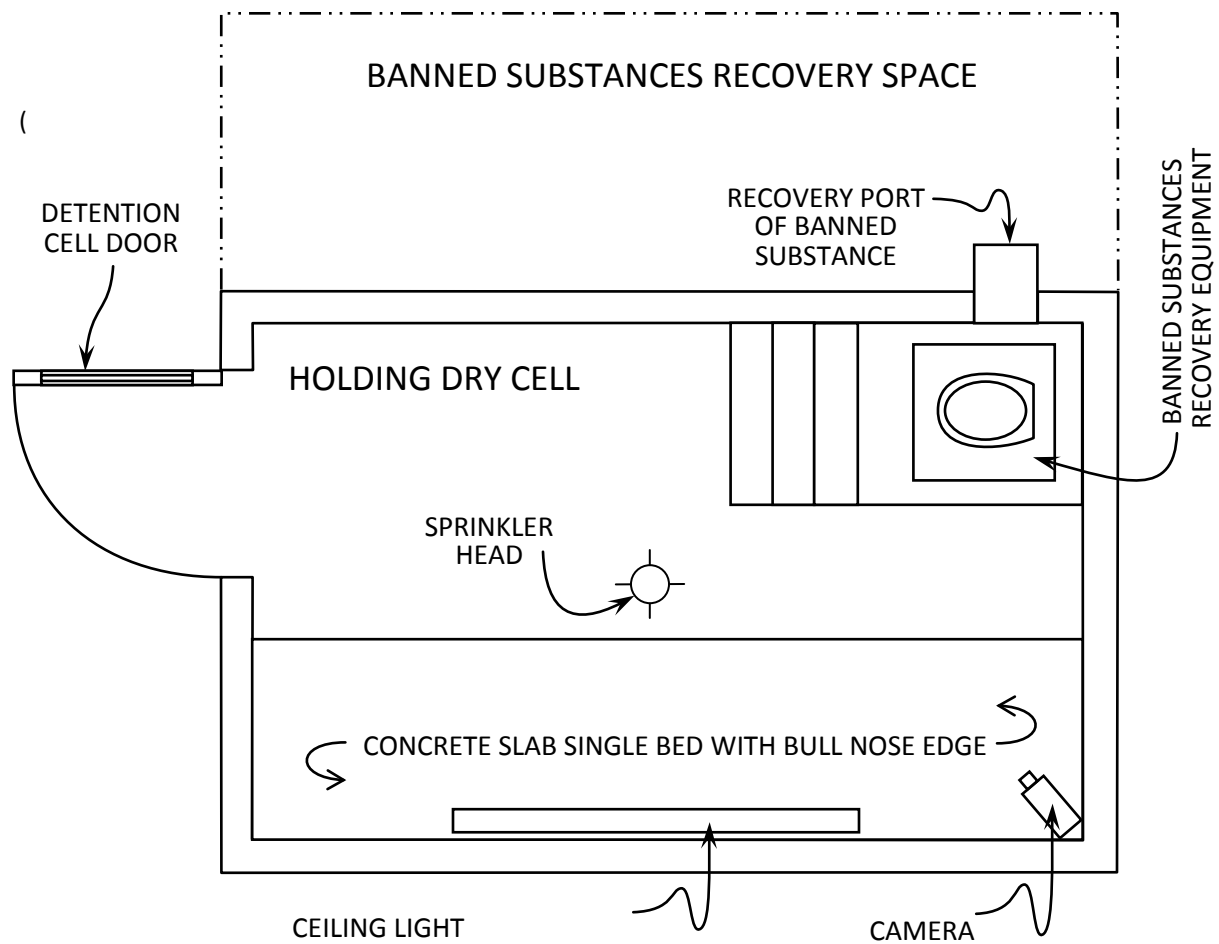 BANNED SUBSTANCES RECOVERY SPACE
(
DETENTION
CELL DOOR
RECOVERY PORT
OF BANNED
SUBSTANCE
BANNED SUBSTANCES
RECOVERY EQUIPMENT
HOLDING DRY CELL
SPRINKLER
HEAD
CONCRETE SLAB SINGLE BED WITH BULL NOSE EDGE
CEILING LIGHT
CAMERA